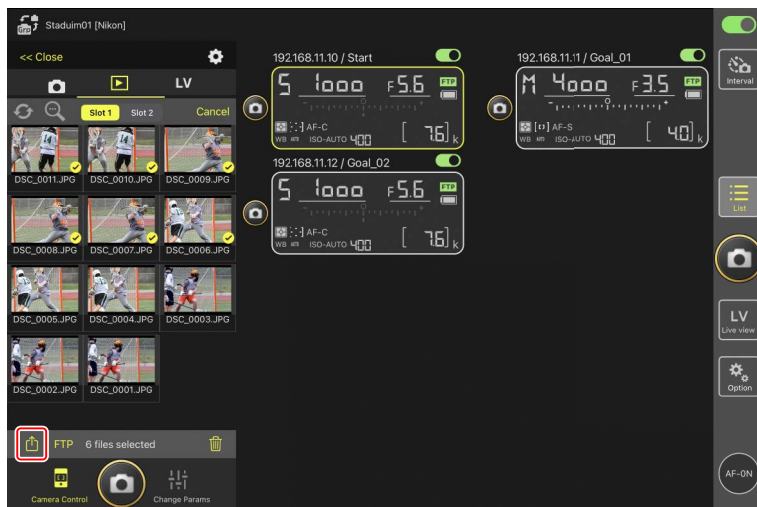 Grp Staduim01 [Nikon]
<< Close
LV
Slot 1 Slot 2 Cancel
DSC_0011.JPG DSC_0010.JPG DSC_0009.JPG
DSC_0008.JPG DSC_0007.JPG DSC_0006.JPG
DSC_0005.JPG DSC_0004.JPG DSC_0003.JPG
DSC_0002.JPG DSC_0001.JPG
FTP 6 files selected
Camera Control Change Params
192.168.11.10 / Start
S 1000 F5.6 FTP
AF-C
WB AUTO ISO-AUTO 400 [ 7.6] k
192.168.11.11 / Goal_01
M 4000 F3.5 FTP
AF-S
WB AUTO ISO-AUTO 400 [ 4.0] k
192.168.11.12 / Goal_02
S 1000 F5.6 FTP
AF-C
WB AUTO ISO-AUTO 400 [ 7.6] k
Interval
List
LV
Live view
Option
AF-ON